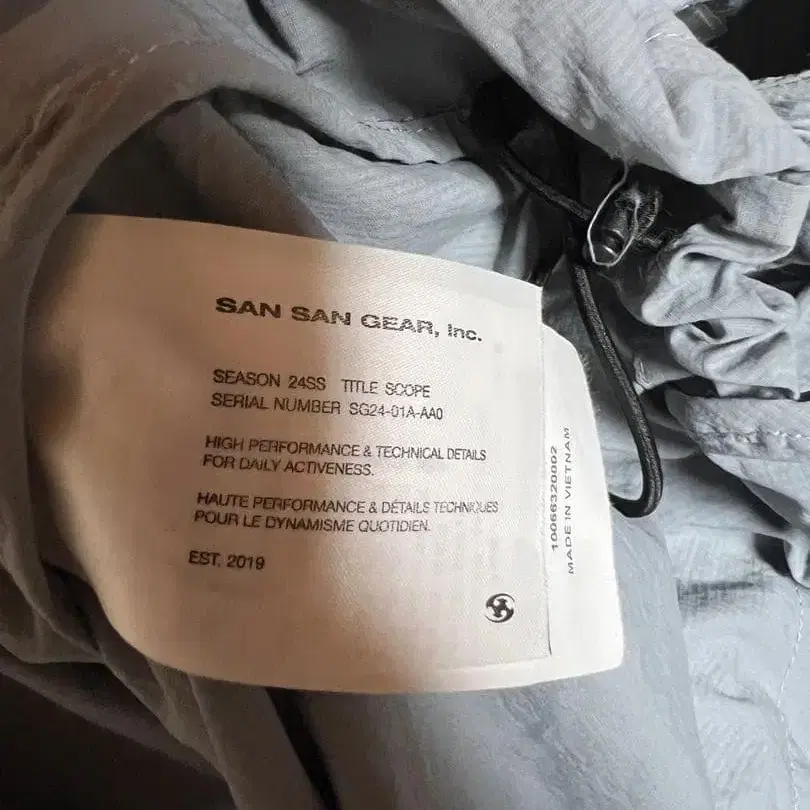 SAN SAN GEAR, Inc.
SEASON 24SS TITLE SCOPE
SERIAL NUMBER SG24-01A-AA0
HIGH PERFORMANCE & TECHNICAL DETAILS
FOR DAILY ACTIVENESS.
HAUTE PERFORMANCE & DÉTAILS TECHNIQUES
POUR LE DYNAMISME QUOTIDIEN.
EST. 2019
10066320002
MADE IN VIETNAM